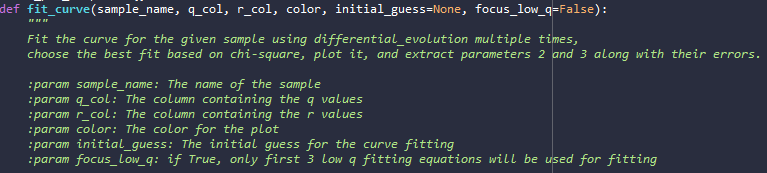 def fit_curve(sample_name, q_col, r_col, color, initial_guess=None, focus_low_q=False):
"""
Fit the curve for the given sample using differential_evolution multiple times,
choose the best fit based on chi-square, plot it, and extract parameters 2 and 3 along with their errors.
:param sample_name: The name of the sample
:param q_col: The column containing the q values
:param r_col: The column containing the r values
:param color: The color for the plot
:param initial_guess: The initial guess for the curve fitting
:param focus_low_q: if True, only first 3 low q fitting equations will be used for fitting